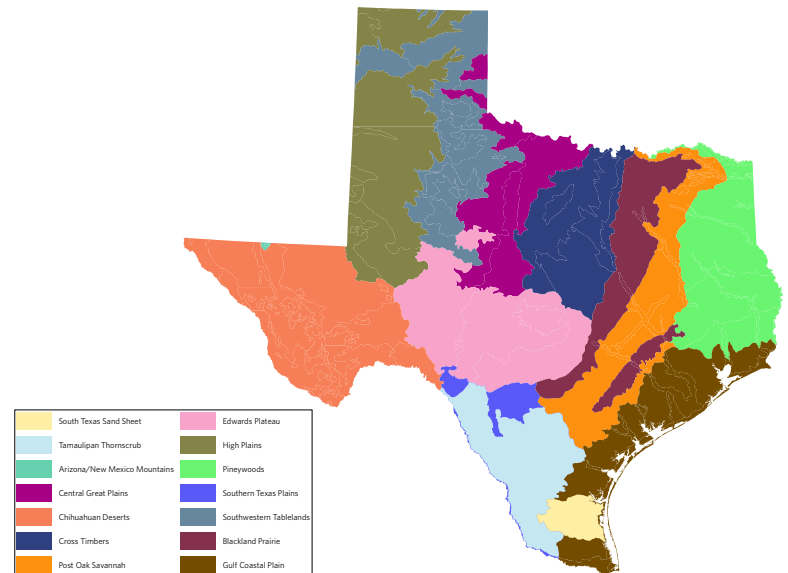 South Texas Sand Sheet
Edwards Plateau
Tamaulipan Thornscrub
High Plains
Arizona/New Mexico Mountains
Pineywoods
Central Great Plains
Southern Texas Plains
Chihuahuan Deserts
Southwestern Tablelands
Cross Timbers
Blackland Prairie
Post Oak Savannah
Gulf Coastal Plain